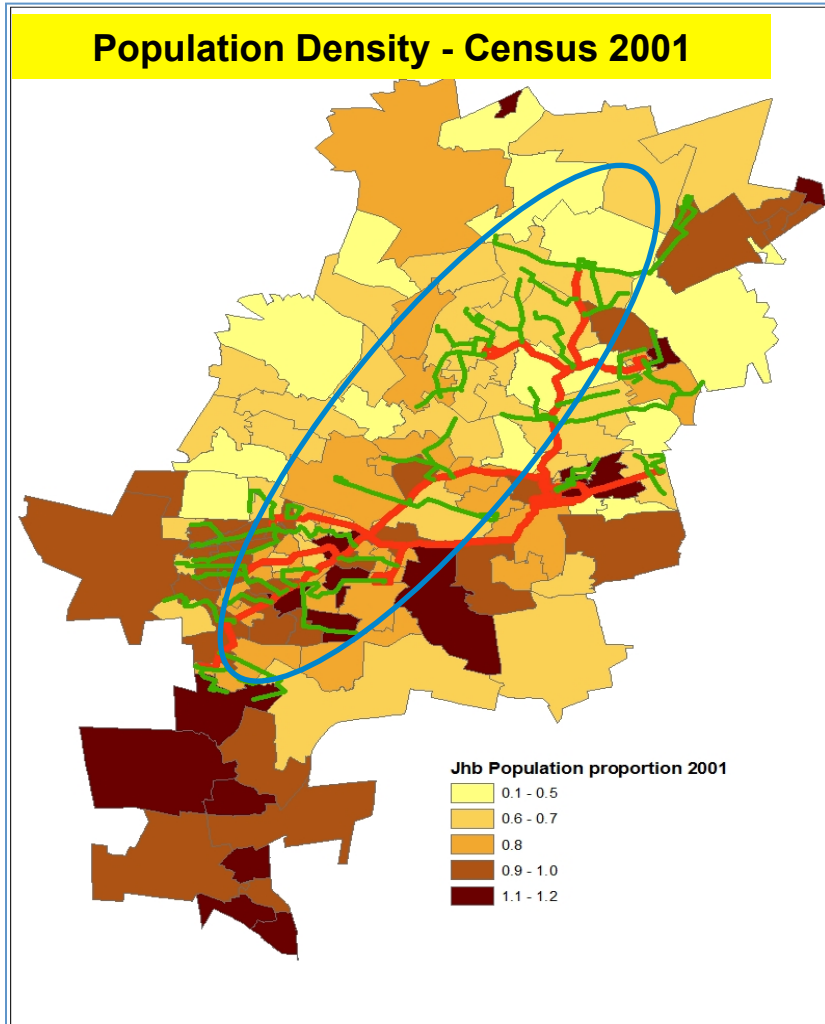 Population Density - Census 2001
Jhb Population proportion 2001
0.1 - 0.5
0.6 - 0.7
0.8
0.9 - 1.0
1.1 - 1.2